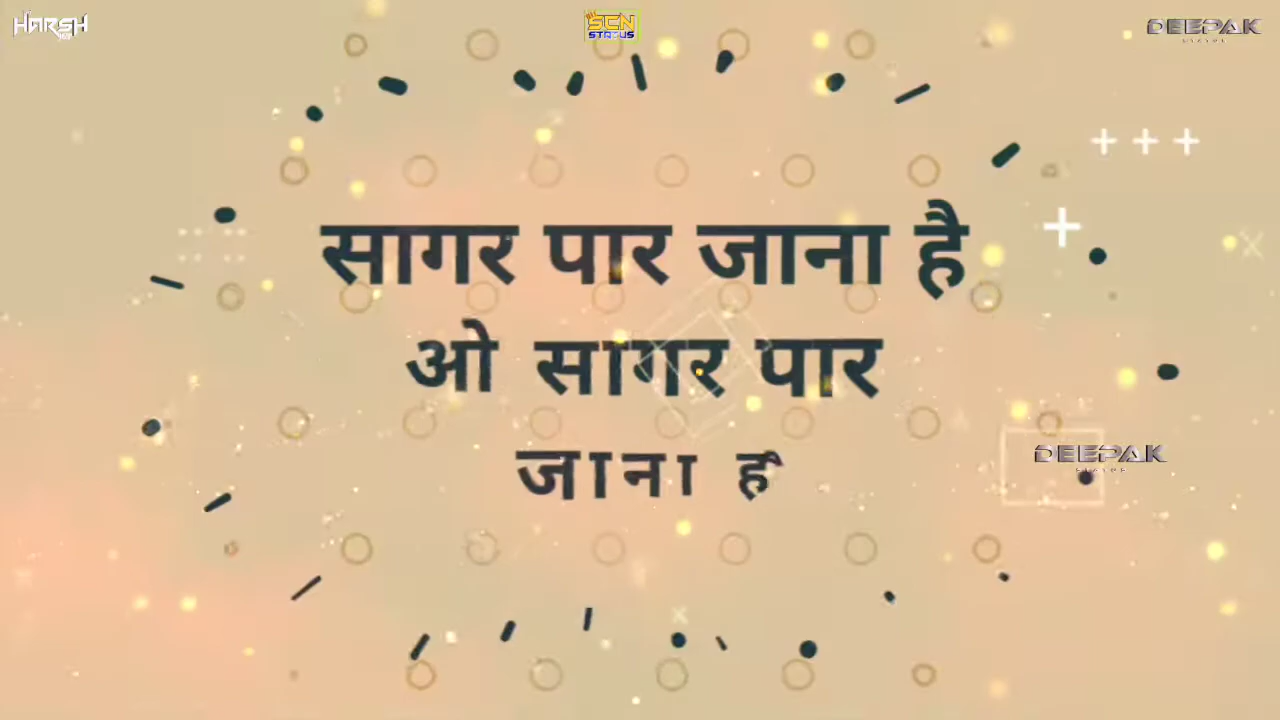 HARSH
SCN
STATUS
DEEPAK
सागर पार जाना है
ओ सागर पार
जाना ह
DEEPAK